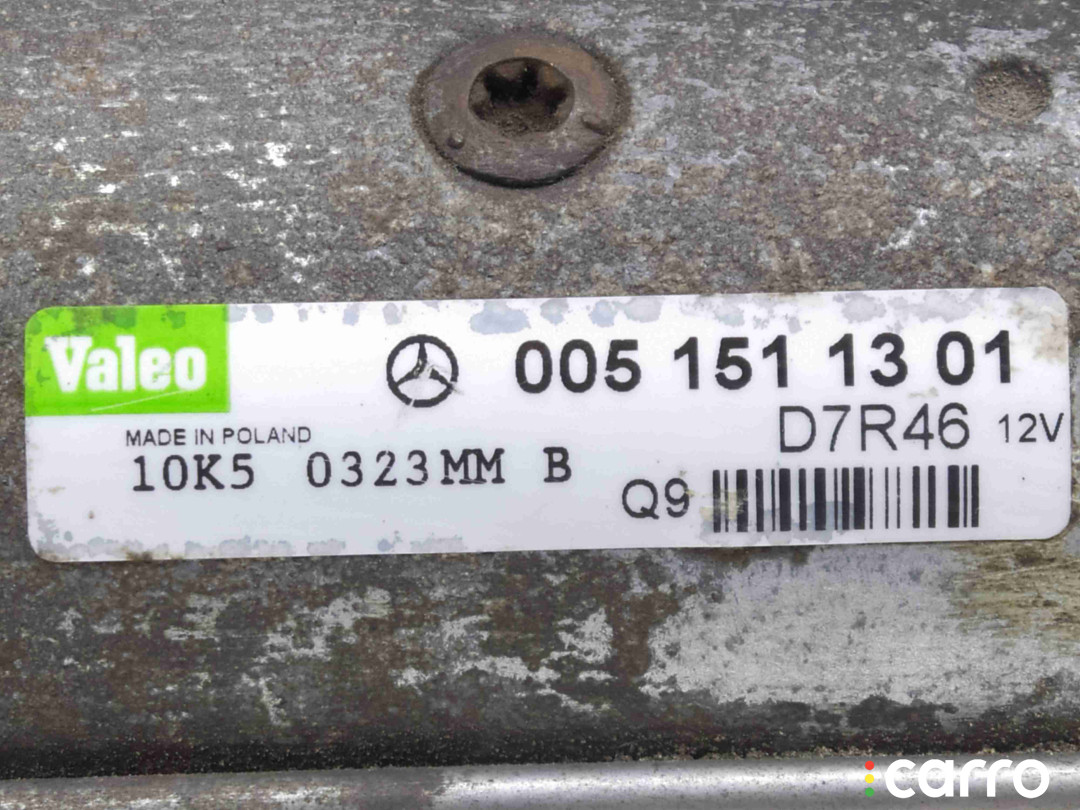 Valeo
005 151 13 01
D7R46 12V
MADE IN POLAND
10K5 0323MM B
Q9
carro